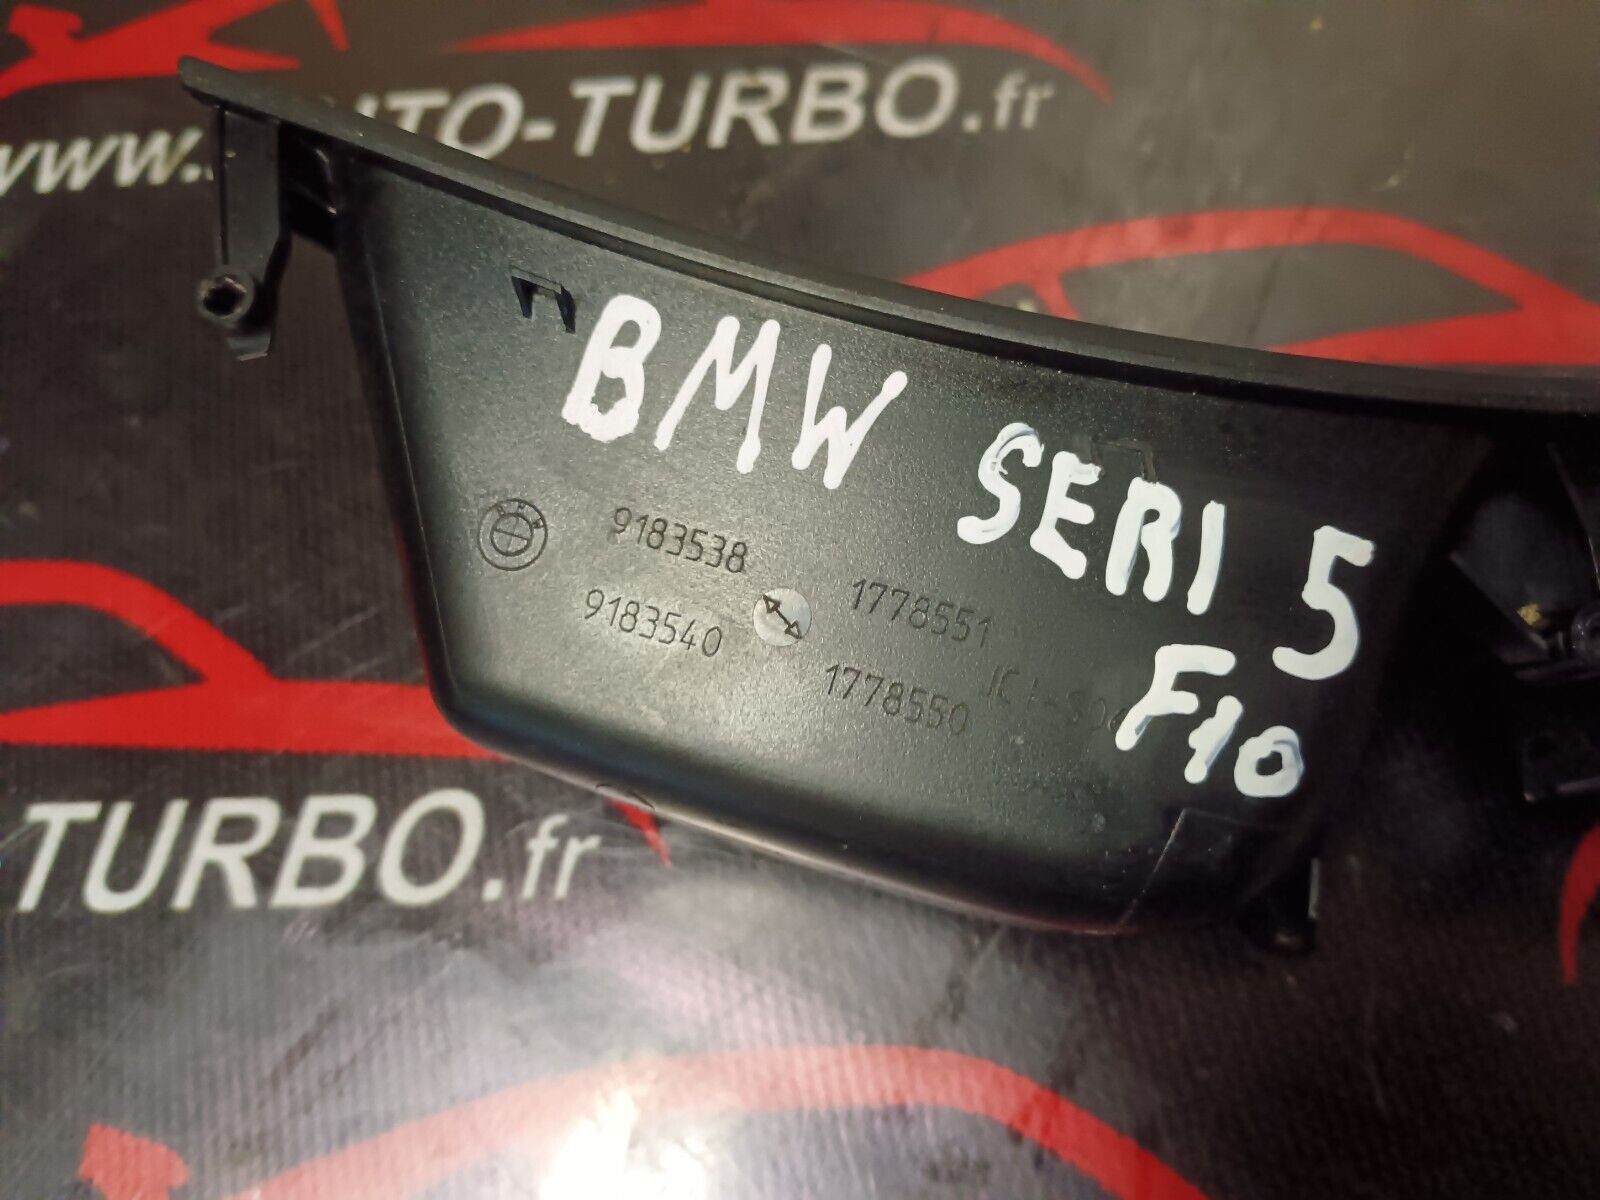 www. UTO-TURBO.fr
BMW SERI 5
F10
9183538
9183540
1778551
1778550
TURBO.fr